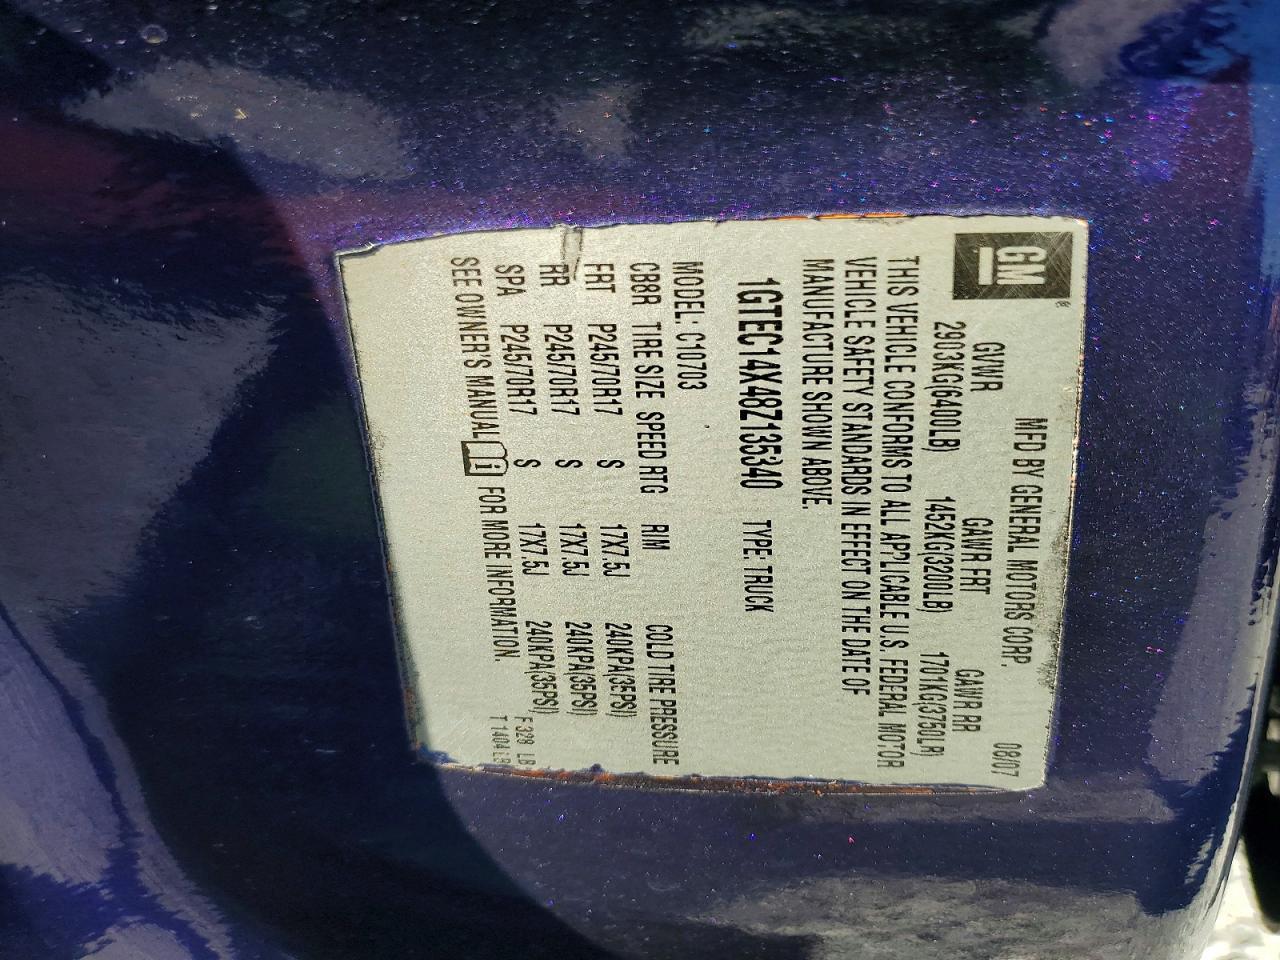 GM ®
MFD BY GENERAL MOTORS CORP. 08/07
GVWR GAWR FRT GAWR RR
2903KG(6400LB) 1452KG(3200LB) 1701KG(3750LB)
THIS VEHICLE CONFORMS TO ALL APPLICABLE U.S. FEDERAL MOTOR
VEHICLE SAFETY STANDARDS IN EFFECT ON THE DATE OF
MANUFACTURE SHOWN ABOVE.
1GTEC14X48Z135340 TYPE: TRUCK
MODEL: C10703
CB8R TIRE SIZE SPEED RTG RIM COLD TIRE PRESSURE
FRT P245/70R17 S 17X7.5J 240KPA(35PSI)
RR P245/70R17 S 17X7.5J 240KPA(35PSI)
SPA P245/70R17 S 17X7.5J 240KPA(35PSI)
SEE OWNER'S MANUAL i FOR MORE INFORMATION.
F 328 LB
T 1404 LB